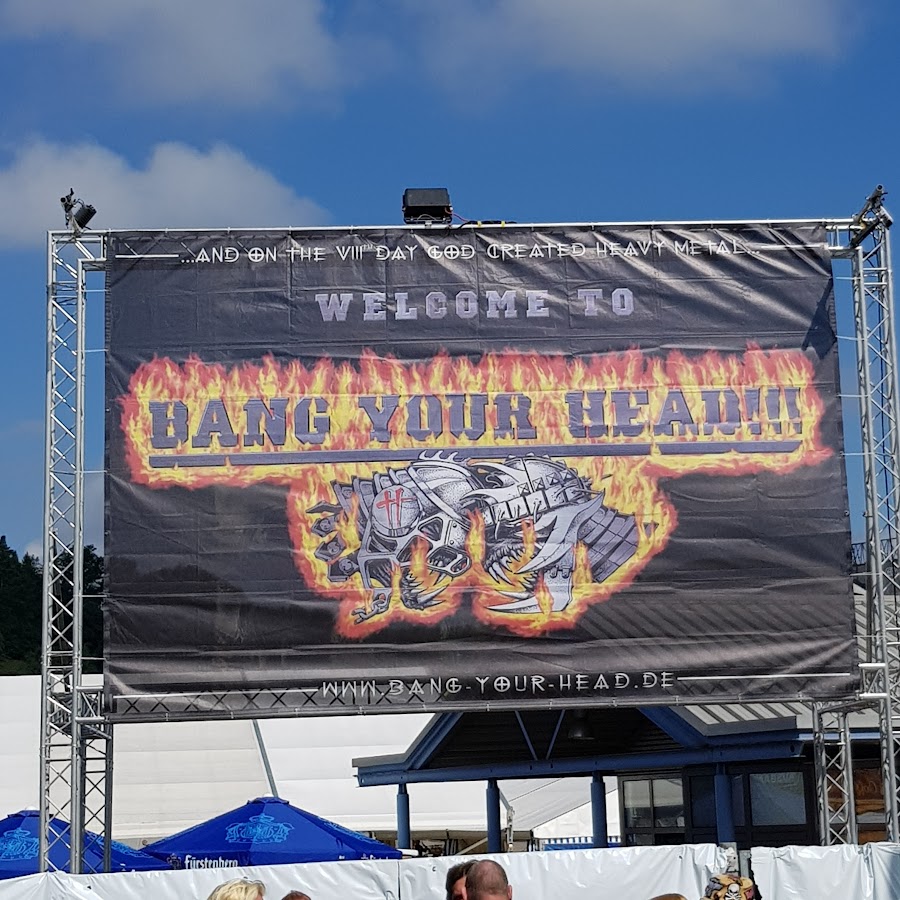 ...AND ON THE VIIITH DAY GOD CREATED HEAVY METAL...
WELCOME TO
BANG YOUR HEAD!!!
WWW.BANG-YOUR-HEAD.DE
Fürstenberg